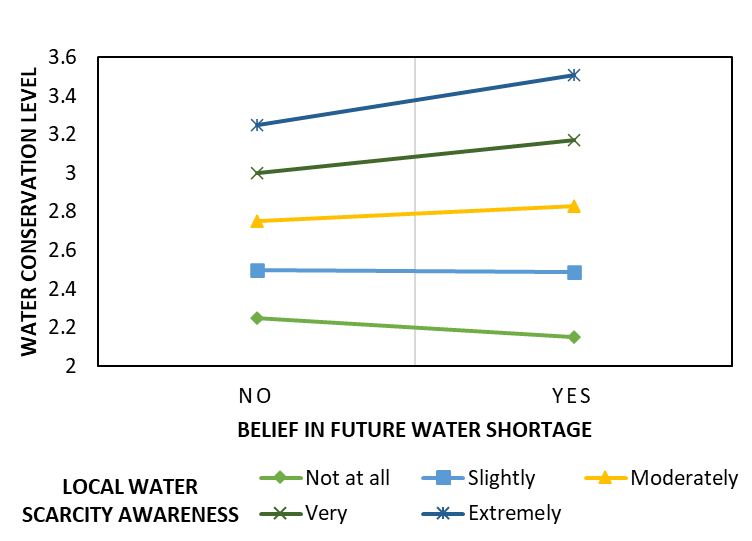 WATER CONSERVATION LEVEL
3.6
3.4
3.2
3
2.8
2.6
2.4
2.2
2
NO YES
BELIEF IN FUTURE WATER SHORTAGE
LOCAL WATER
SCARCITY AWARENESS
Not at all Slightly Moderately
Very Extremely